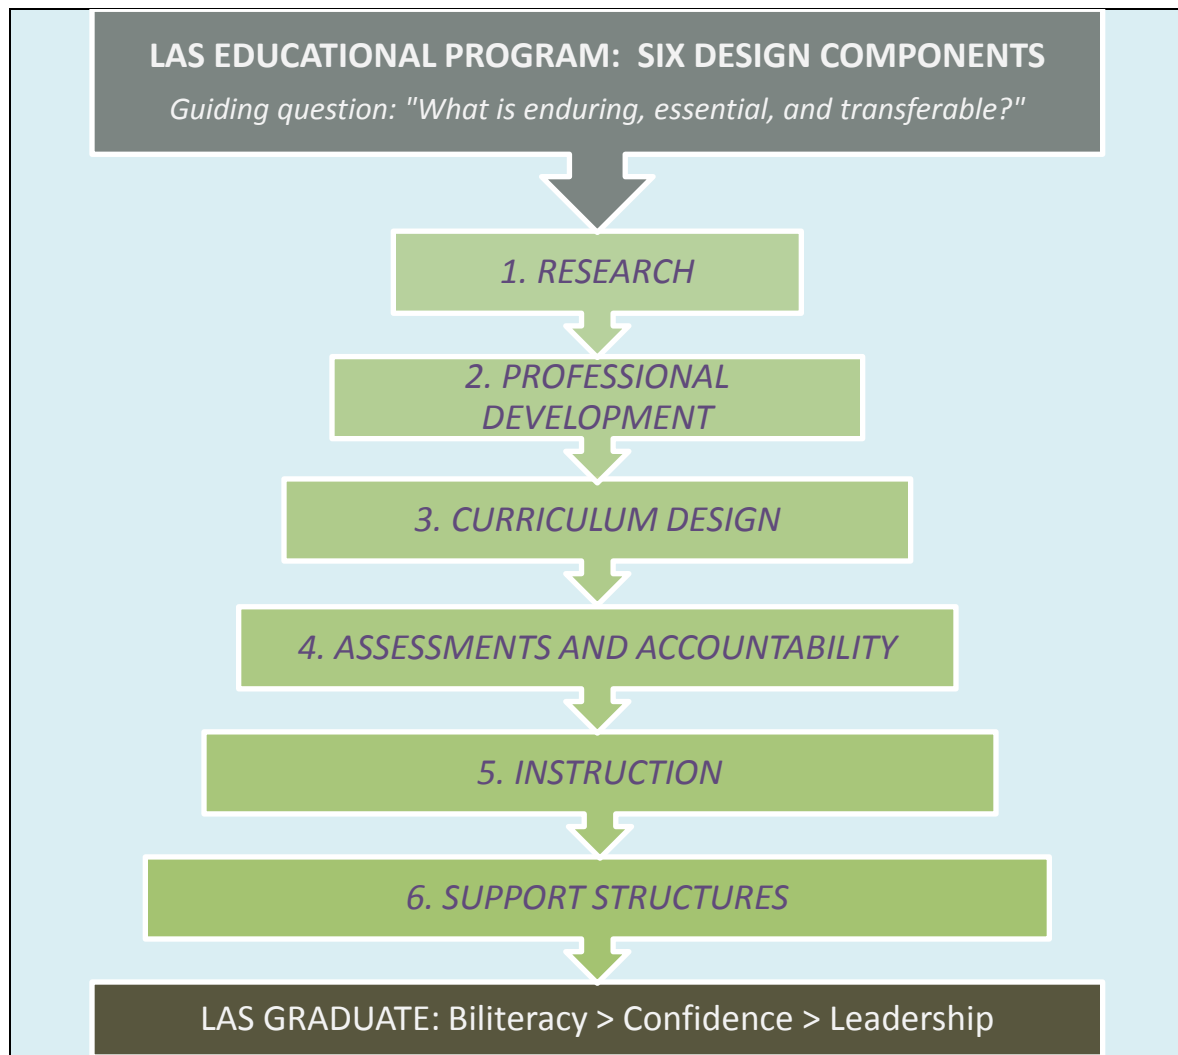 LAS EDUCATIONAL PROGRAM:  SIX DESIGN COMPONENTS
Guiding question: "What is enduring, essential, and transferable?"
1. RESEARCH
2. PROFESSIONAL
DEVELOPMENT
3. CURRICULUM DESIGN
4. ASSESSMENTS AND ACCOUNTABILITY
5. INSTRUCTION
6. SUPPORT STRUCTURES
LAS GRADUATE: Biliteracy > Confidence > Leadership